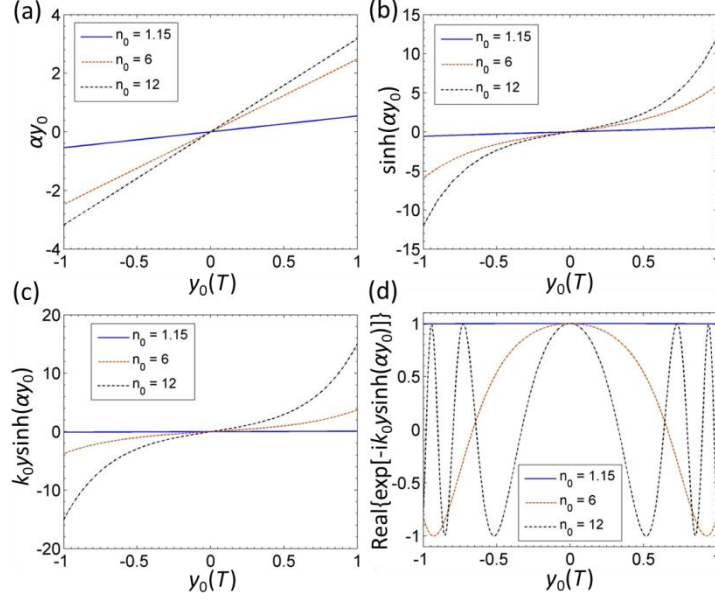 (a)
αy₀
4
2
0
-2
-4
-1
-0.5
0
0.5
1
y₀(T)
n₀ = 1.15
n₀ = 6
n₀ = 12
(b)
sinh(αy₀)
15
10
5
0
-5
-10
-15
-1
-0.5
0
0.5
1
y₀(T)
n₀ = 1.15
n₀ = 6
n₀ = 12
(c)
k₀ysinh(αy₀)
20
10
0
-10
-20
-1
-0.5
0
0.5
1
y₀(T)
n₀ = 1.15
n₀ = 6
n₀ = 12
(d)
Real{exp[-ik₀ysinh(αy₀)]}
1
0.5
0
-0.5
-1
-1
-0.5
0
0.5
1
y₀(T)
n₀ = 1.15
n₀ = 6
n₀ = 12